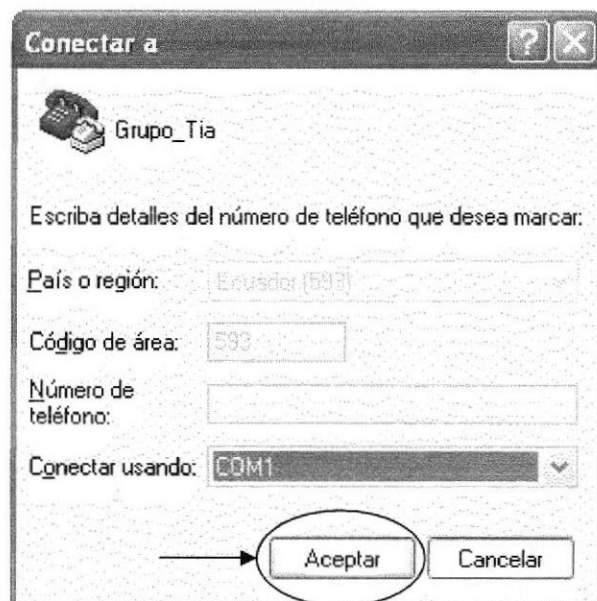 Conectar a
Grupo_Tia
Escriba detalles del número de teléfono que desea marcar:
País o región: Ecuador (593)
Código de área: 593
Número de
teléfono:
Conectar usando: COM1
Aceptar Cancelar